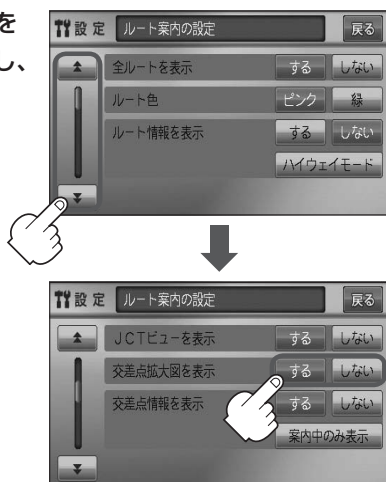 を
し、
設定 ルート案内の設定 戻る
全ルートを表示 する しない
ルート色 ピンク 緑
ルート情報を表示 する しない
ハイウェイモード
設定 ルート案内の設定 戻る
JCTビューを表示 する しない
交差点拡大図を表示 する しない
交差点情報を表示 する しない
案内中のみ表示